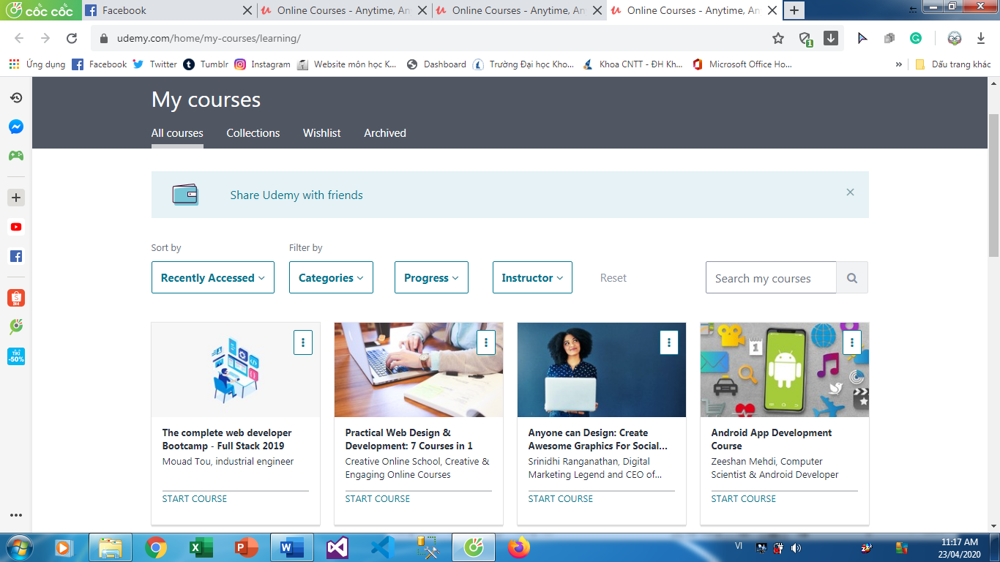 cốc cốc
Facebook
Online Courses - Anytime, An
Online Courses - Anytime, An
Online Courses - Anytime, An
udemy.com/home/my-courses/learning/
1
Ứng dụng
Facebook
Twitter
Tumblr
Instagram
Website môn học K...
Dashboard
Trường Đại học Kho...
Khoa CNTT - ĐH Kh...
Microsoft Office Ho...
»
Dấu trang khác
My courses
All courses
Collections
Wishlist
Archived
Share Udemy with friends
Sort by
Filter by
Recently Accessed
Categories
Progress
Instructor
Reset
Search my courses
TIKI
-50%
1
The complete web developer
Bootcamp - Full Stack 2019
Mouad Tou, industrial engineer
START COURSE
Practical Web Design &
Development: 7 Courses in 1
Creative Online School, Creative &
Engaging Online Courses
START COURSE
Anyone can Design: Create
Awesome Graphics For Social...
Srinidhi Ranganathan, Digital
Marketing Legend and CEO of...
START COURSE
Android App Development
Course
Zeeshan Mehdi, Computer
Scientist & Android Developer
START COURSE
VI
11:17 AM
23/04/2020